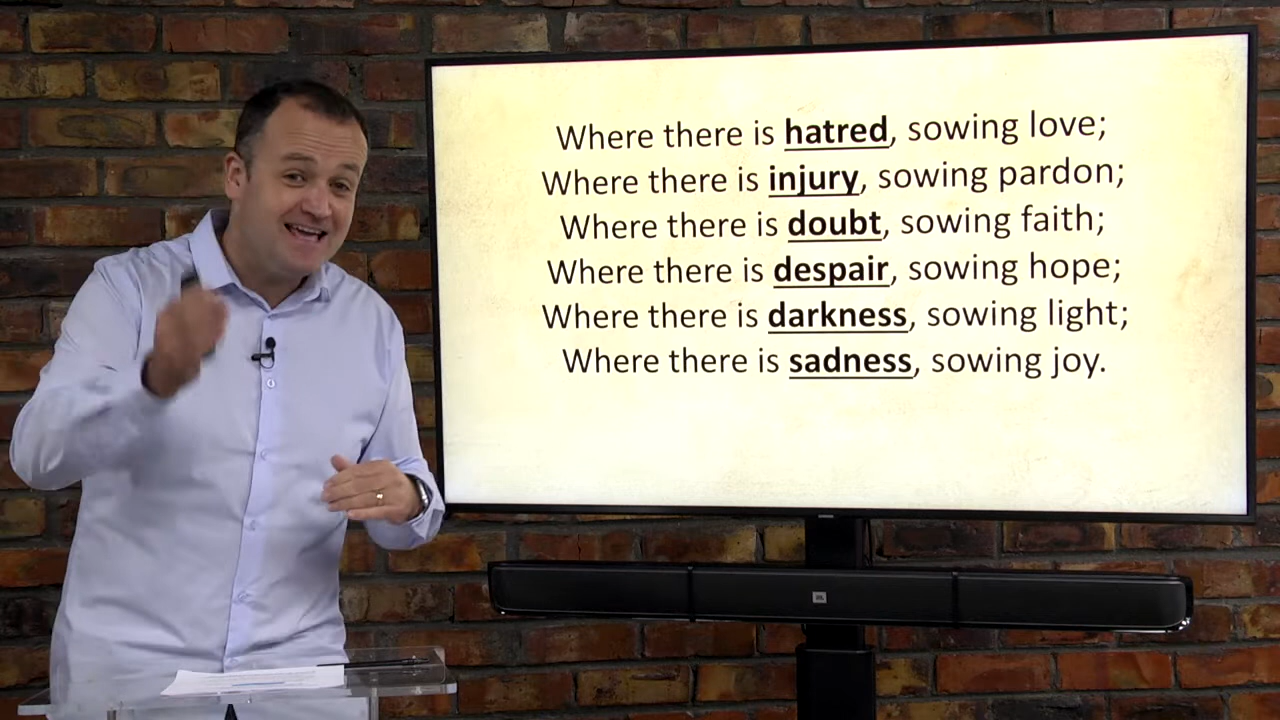 Where there is hatred, sowing love;
Where there is injury, sowing pardon;
Where there is doubt, sowing faith;
Where there is despair, sowing hope;
Where there is darkness, sowing light;
Where there is sadness, sowing joy.
JBL